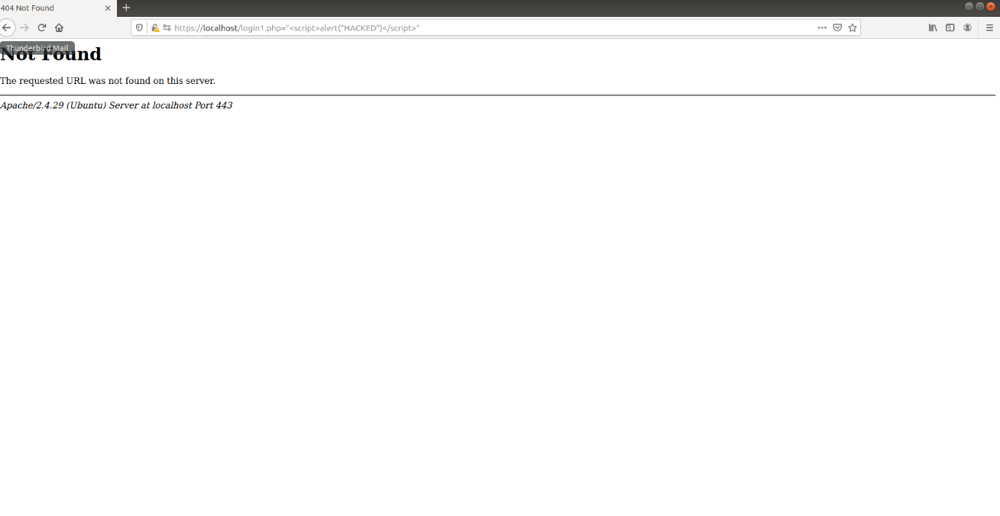 404 Not Found
https://localhost/login1.php="<script>alert("HACKED")</script>"
Thunderbird Mail
Not Found
The requested URL was not found on this server.
Apache/2.4.29 (Ubuntu) Server at localhost Port 443